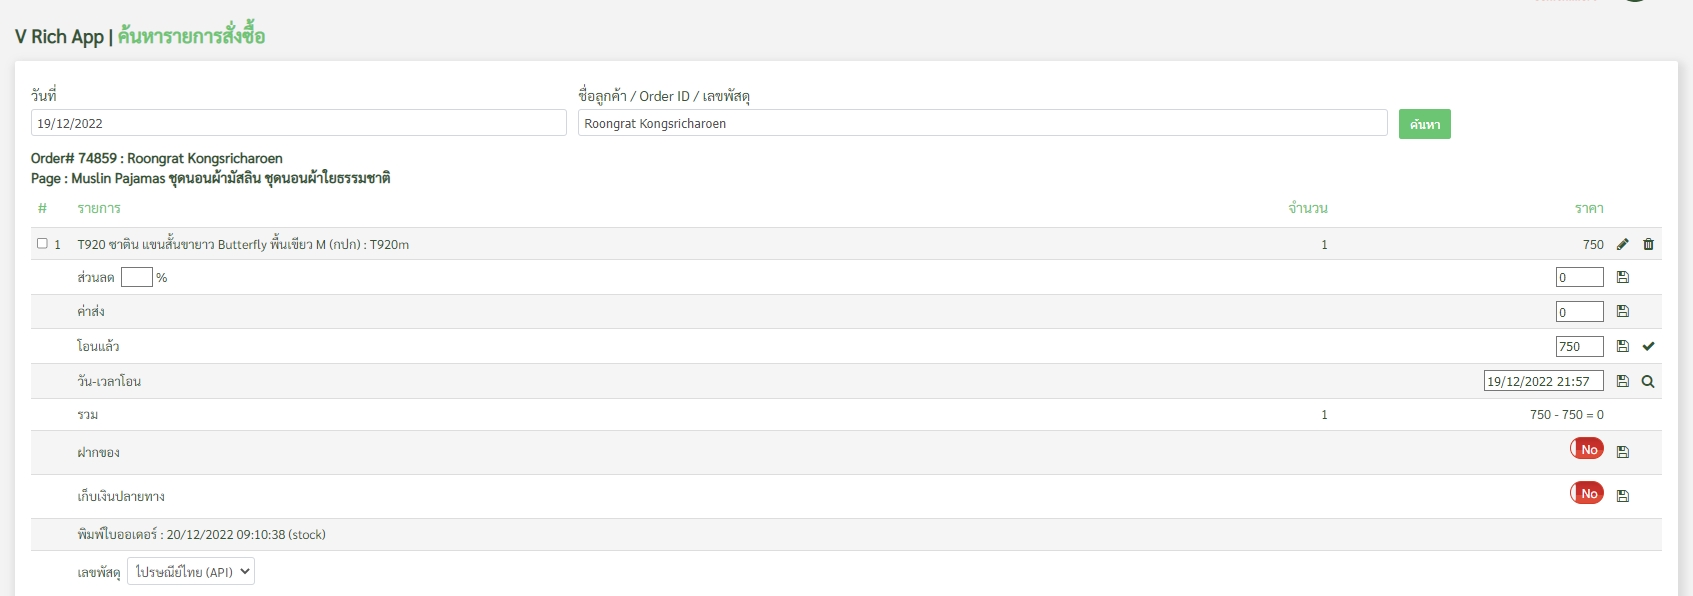 V Rich App | ค้นหารายการสั่งซื้อ
วันที่
ชื่อลูกค้า / Order ID / เลขพัสดุ
19/12/2022
Roongrat Kongsricharoen
ค้นหา
Order# 74859 : Roongrat Kongsricharoen
Page : Muslin Pajamas ชุดนอนผ้ามัสลิน ชุดนอนผ้าใยธรรมชาติ
# รายการ จำนวน ราคา
1 T920 ซาติน แขนสั้นขายาว Butterfly พื้นเขียว M (กปก) : T920m 1 750
ส่วนลด % 0
ค่าส่ง 0
โอนแล้ว 750
วัน-เวลาโอน 19/12/2022 21:57
รวม 1 750 - 750 = 0
ฝากของ No
เก็บเงินปลายทาง No
พิมพ์ใบออเดอร์ : 20/12/2022 09:10:38 (stock)
เลขพัสดุ ไปรษณีย์ไทย (API)